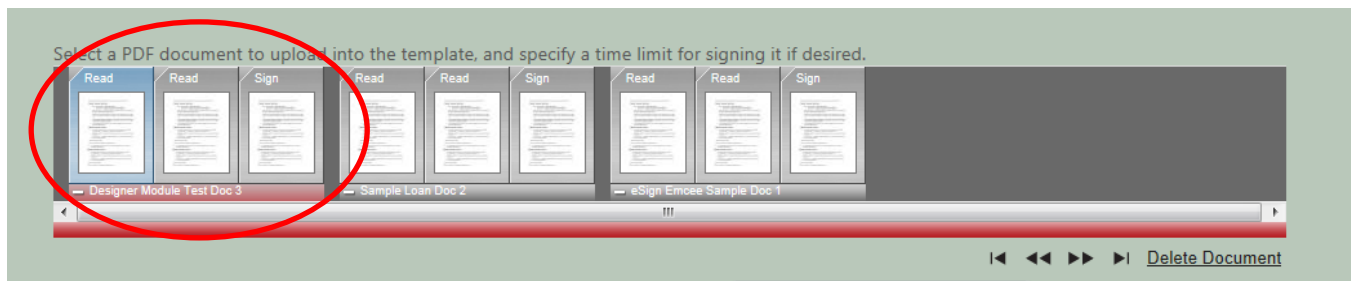 Select a PDF document to upload into the template, and specify a time limit for signing it if desired.
Read Read Sign Read Read Sign Read Read Sign
Designer Module Test Doc 3 Sample Loan Doc 2 eSign Emcee Sample Doc 1
Delete Document